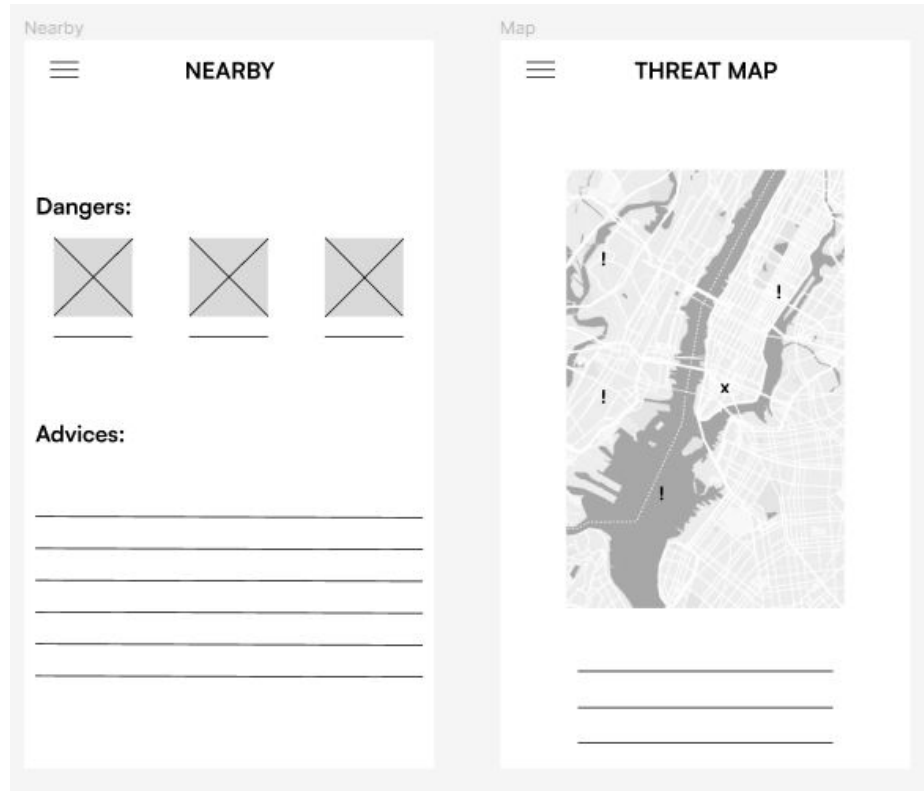 Nearby
NEARBY
Dangers:
Advices:
Map
THREAT MAP
!
!
!
x
!